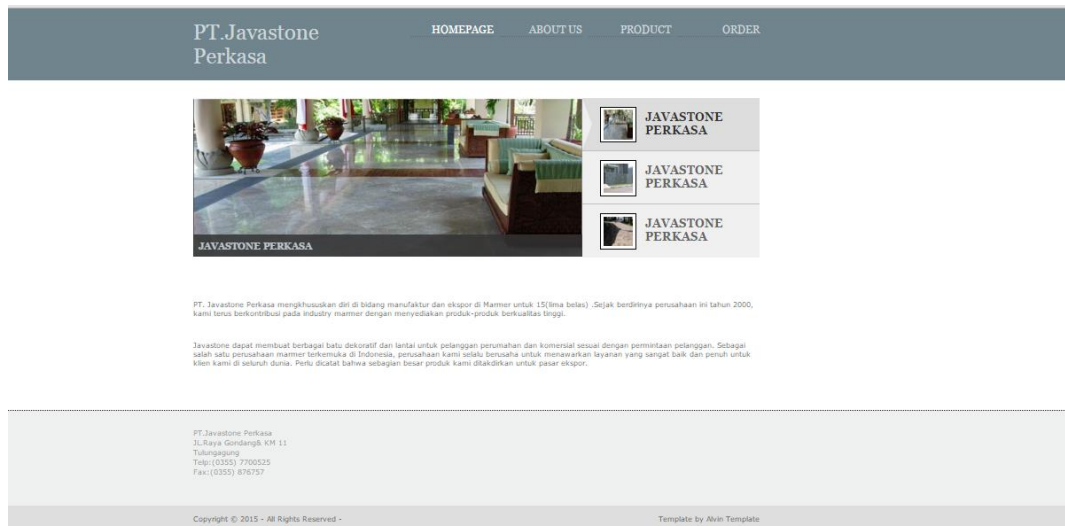 PT.Javastone
Perkasa
HOMEPAGE
ABOUT US
PRODUCT
ORDER
JAVASTONE PERKASA
JAVASTONE
PERKASA
JAVASTONE
PERKASA
JAVASTONE
PERKASA
PT. Javastone Perkasa mengkhususkan diri di bidang manufaktur dan ekspor di Marmer untuk 15(lima belas) .Sejak berdirinya perusahaan ini tahun 2000,
kami terus berkontribusi pada industry marmer dengan menyediakan produk-produk berkualitas tinggi.
Javastone dapat membuat berbagai batu dekoratif dan lantai untuk pelanggan perumahan dan komersial sesuai dengan permintaan pelanggan. Sebagai
salah satu perusahaan marmer terkemuka di Indonesia, perusahaan kami selalu berusaha untuk menawarkan layanan yang sangat baik dan penuh untuk
klien kami di seluruh dunia. Perlu dicatat bahwa sebagian besar produk kami ditakdirkan untuk pasar ekspor.
PT.Javastone Perkasa
JL.Raya Gondang& KM 11
Tulungagung
Telp:(0355) 7700525
Fax:(0355) 876757
Copyright © 2015 - All Rights Reserved -
Template by Alvin Template